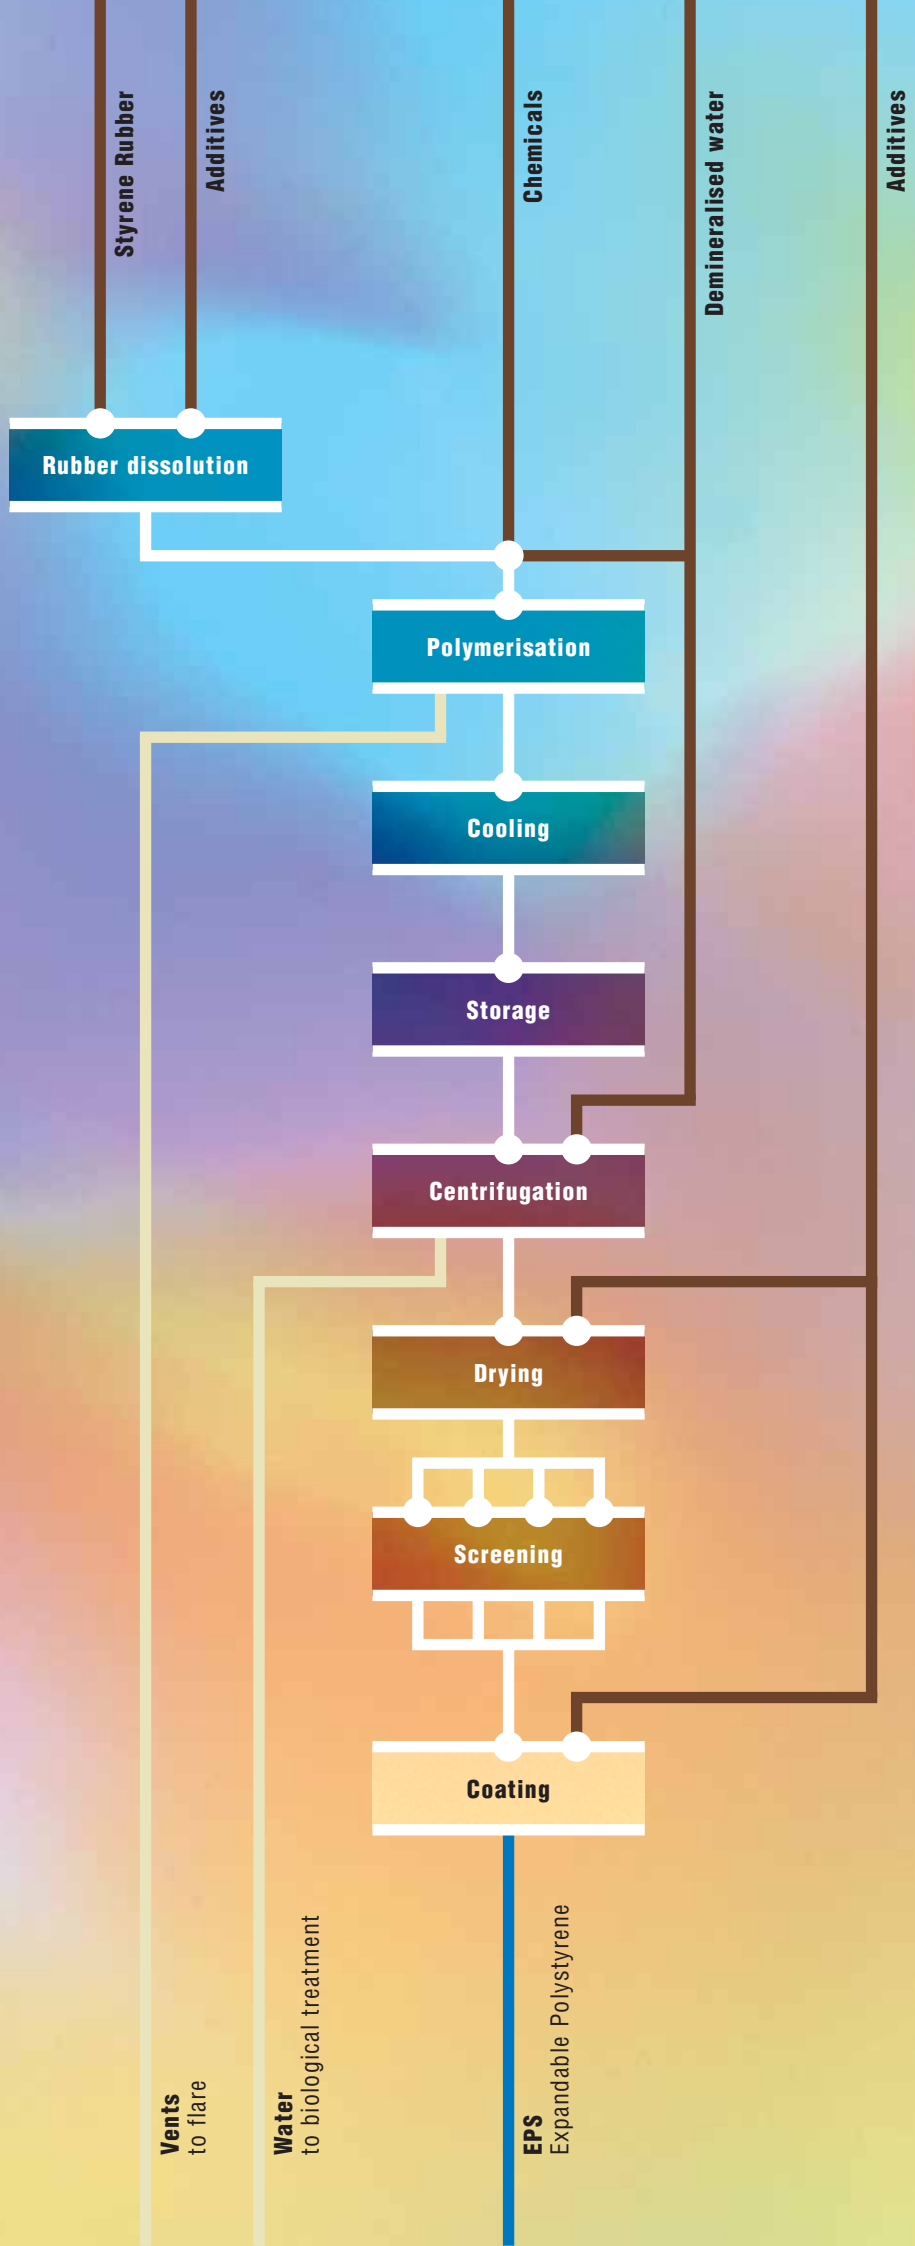 Styrene Rubber
Additives
Chemicals
Demineralised water
Additives
Rubber dissolution
Polymerisation
Cooling
Storage
Centrifugation
Drying
Screening
Coating
Vents
to flare
Water
to biological treatment
EPS
Expandable Polystyrene